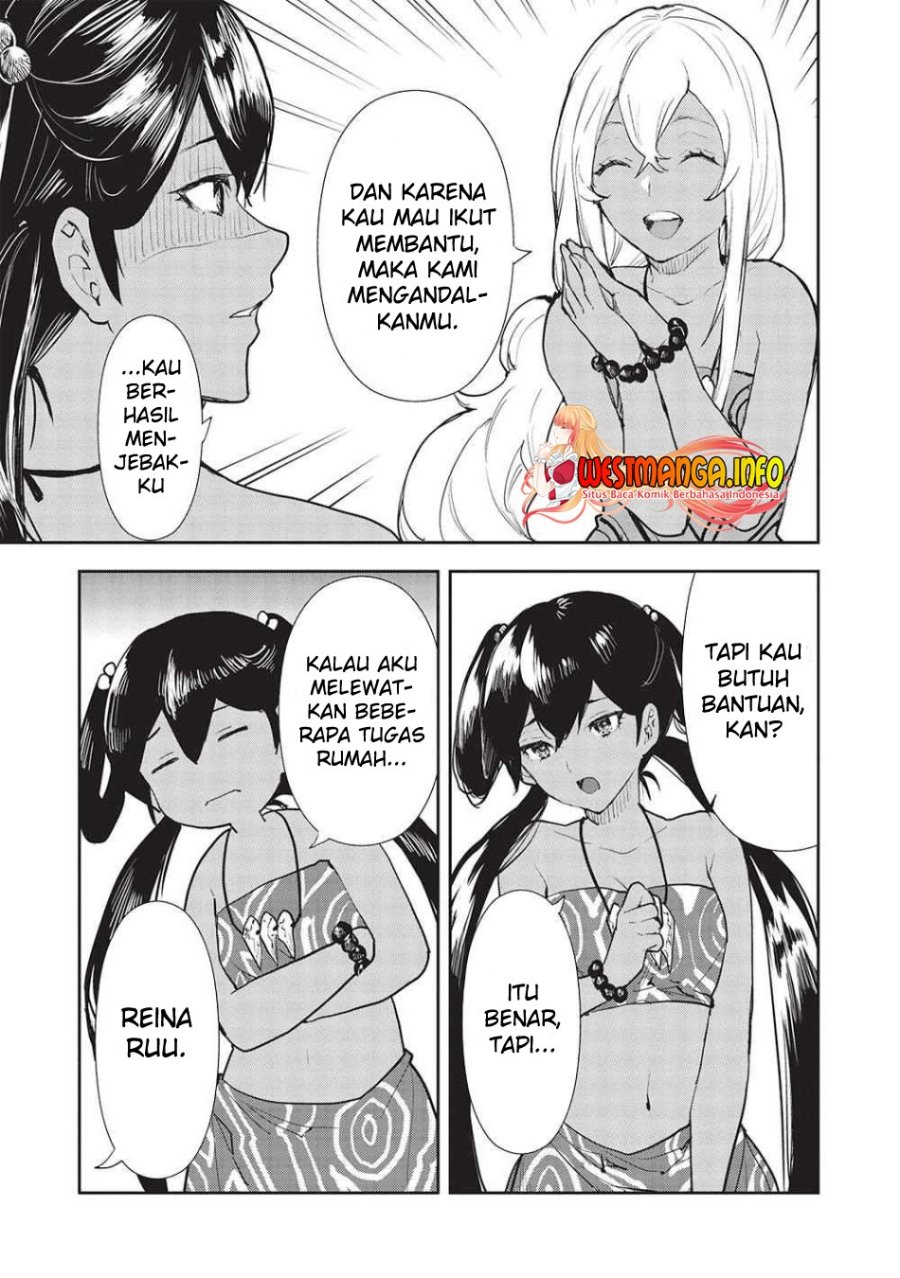 DAN KARENA
KAU MAU IKUT
MEMBANTU,
MAKA KAMI
MENGANDAL-
KANMU.
...KAU
BER-
HASIL
MEN-
JEBAK-
KU
WESTMANGA.INFO
Situs Baca Komik Berbahasa Indonesia
TAPI KAU
BUTUH
BANTUAN,
KAN?
ITU
BENAR,
TAPI...
KALAU AKU
MELEWAT-
KAN BEBE-
RAPA TUGAS
RUMAH...
REINA
RUU.